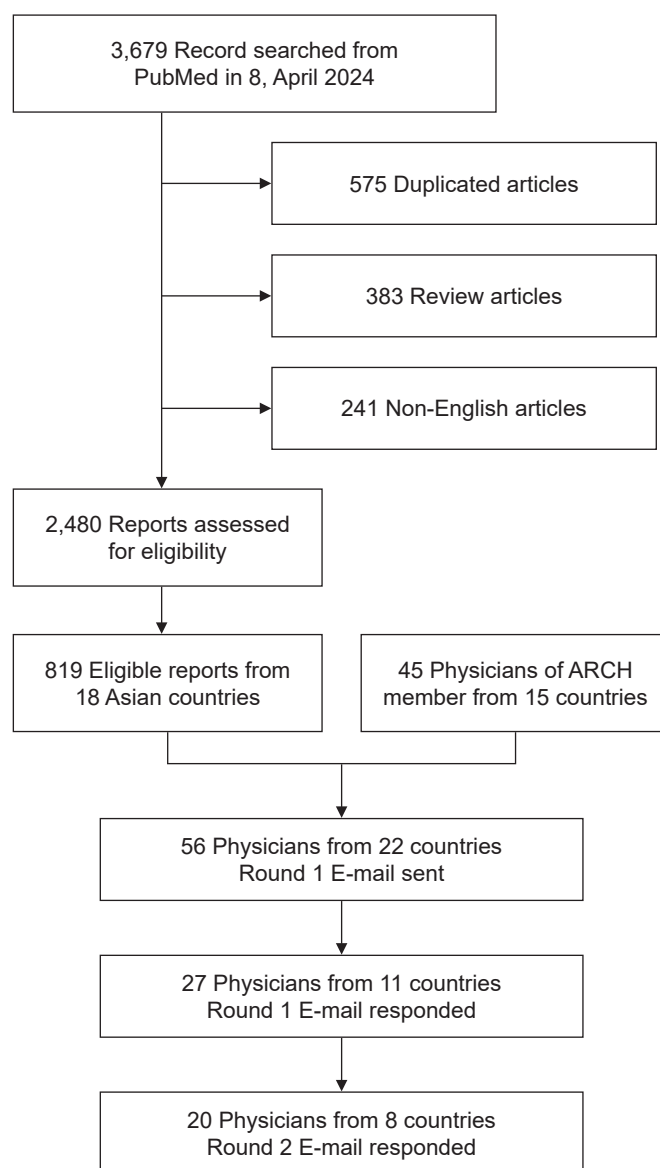 3,679 Record searched from
PubMed in 8, April 2024
575 Duplicated articles
383 Review articles
241 Non-English articles
2,480 Reports assessed
for eligibility
819 Eligible reports from
18 Asian countries
45 Physicians of ARCH
member from 15 countries
56 Physicians from 22 countries
Round 1 E-mail sent
27 Physicians from 11 countries
Round 1 E-mail responded
20 Physicians from 8 countries
Round 2 E-mail responded